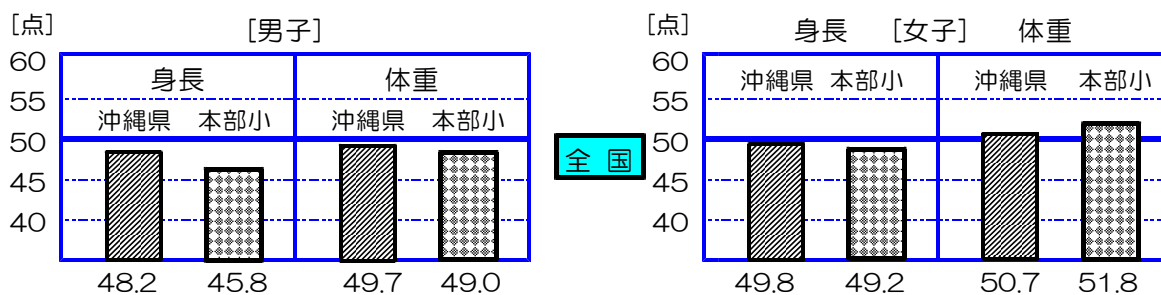 [点] [男子]
60
身長 体重
55
沖縄県 本部小 沖縄県 本部小
50
45
40
48.2 45.8 49.7 49.0
全 国
[点] 身長 [女子] 体重
60
沖縄県 本部小 沖縄県 本部小
55
50
45
40
49.8 49.2 50.7 51.8